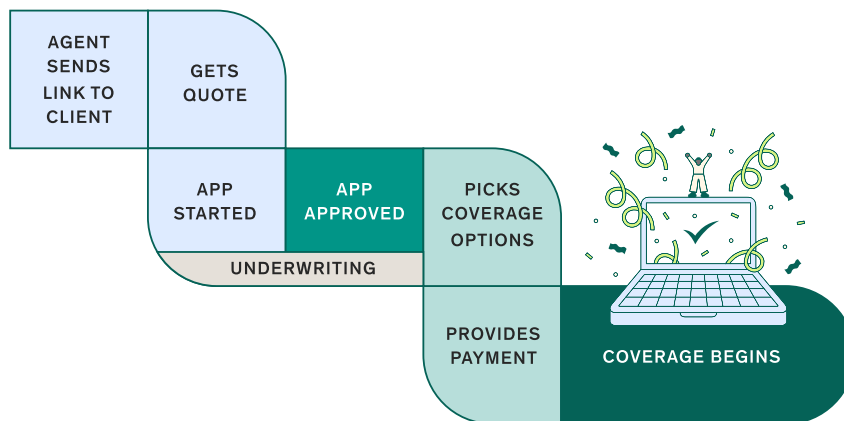 AGENT
SENDS
LINK TO
CLIENT
GETS
QUOTE
APP
STARTED
APP
APPROVED
UNDERWRITING
PICKS
COVERAGE
OPTIONS
PROVIDES
PAYMENT
COVERAGE BEGINS